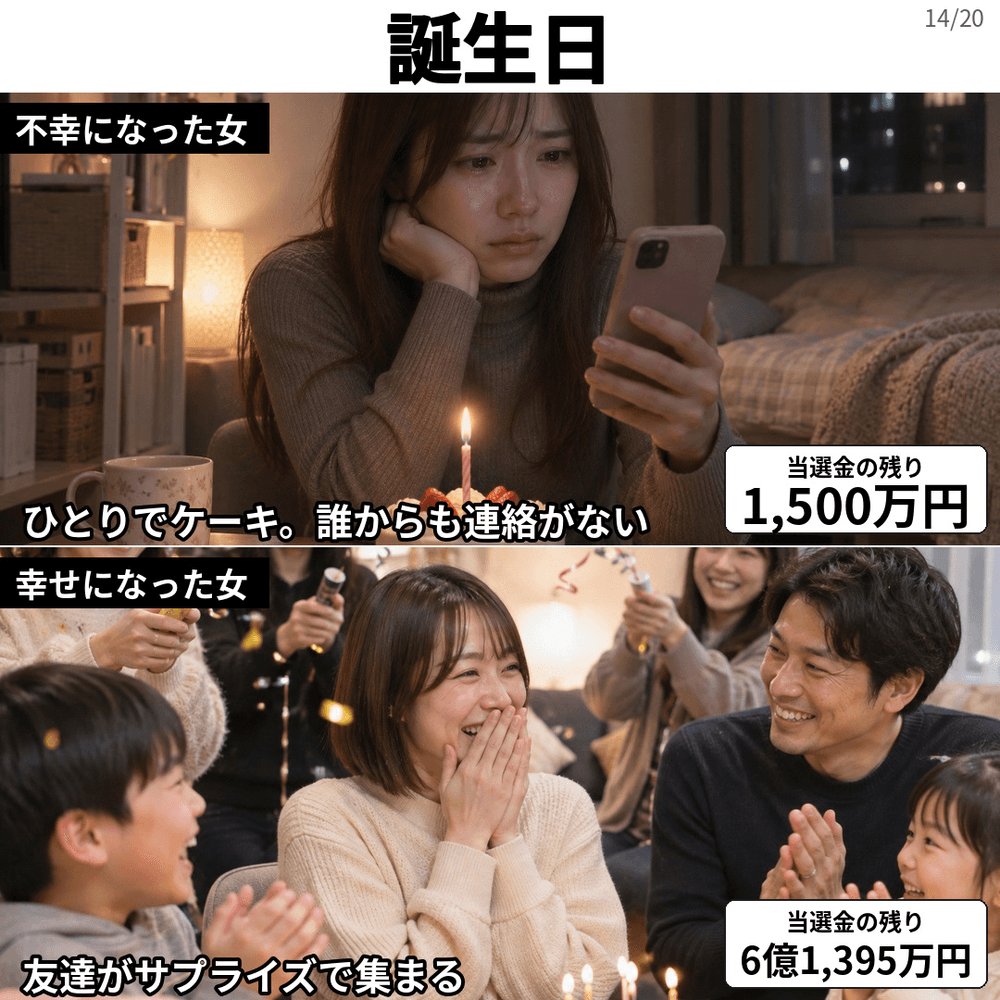 誕生日
14/20
不幸になった女
ひとりでケーキ。誰からも連絡がない
当選金の残り
1,500万円
幸せになった女
友達がサプライズで集まる
当選金の残り
6億1,395万円